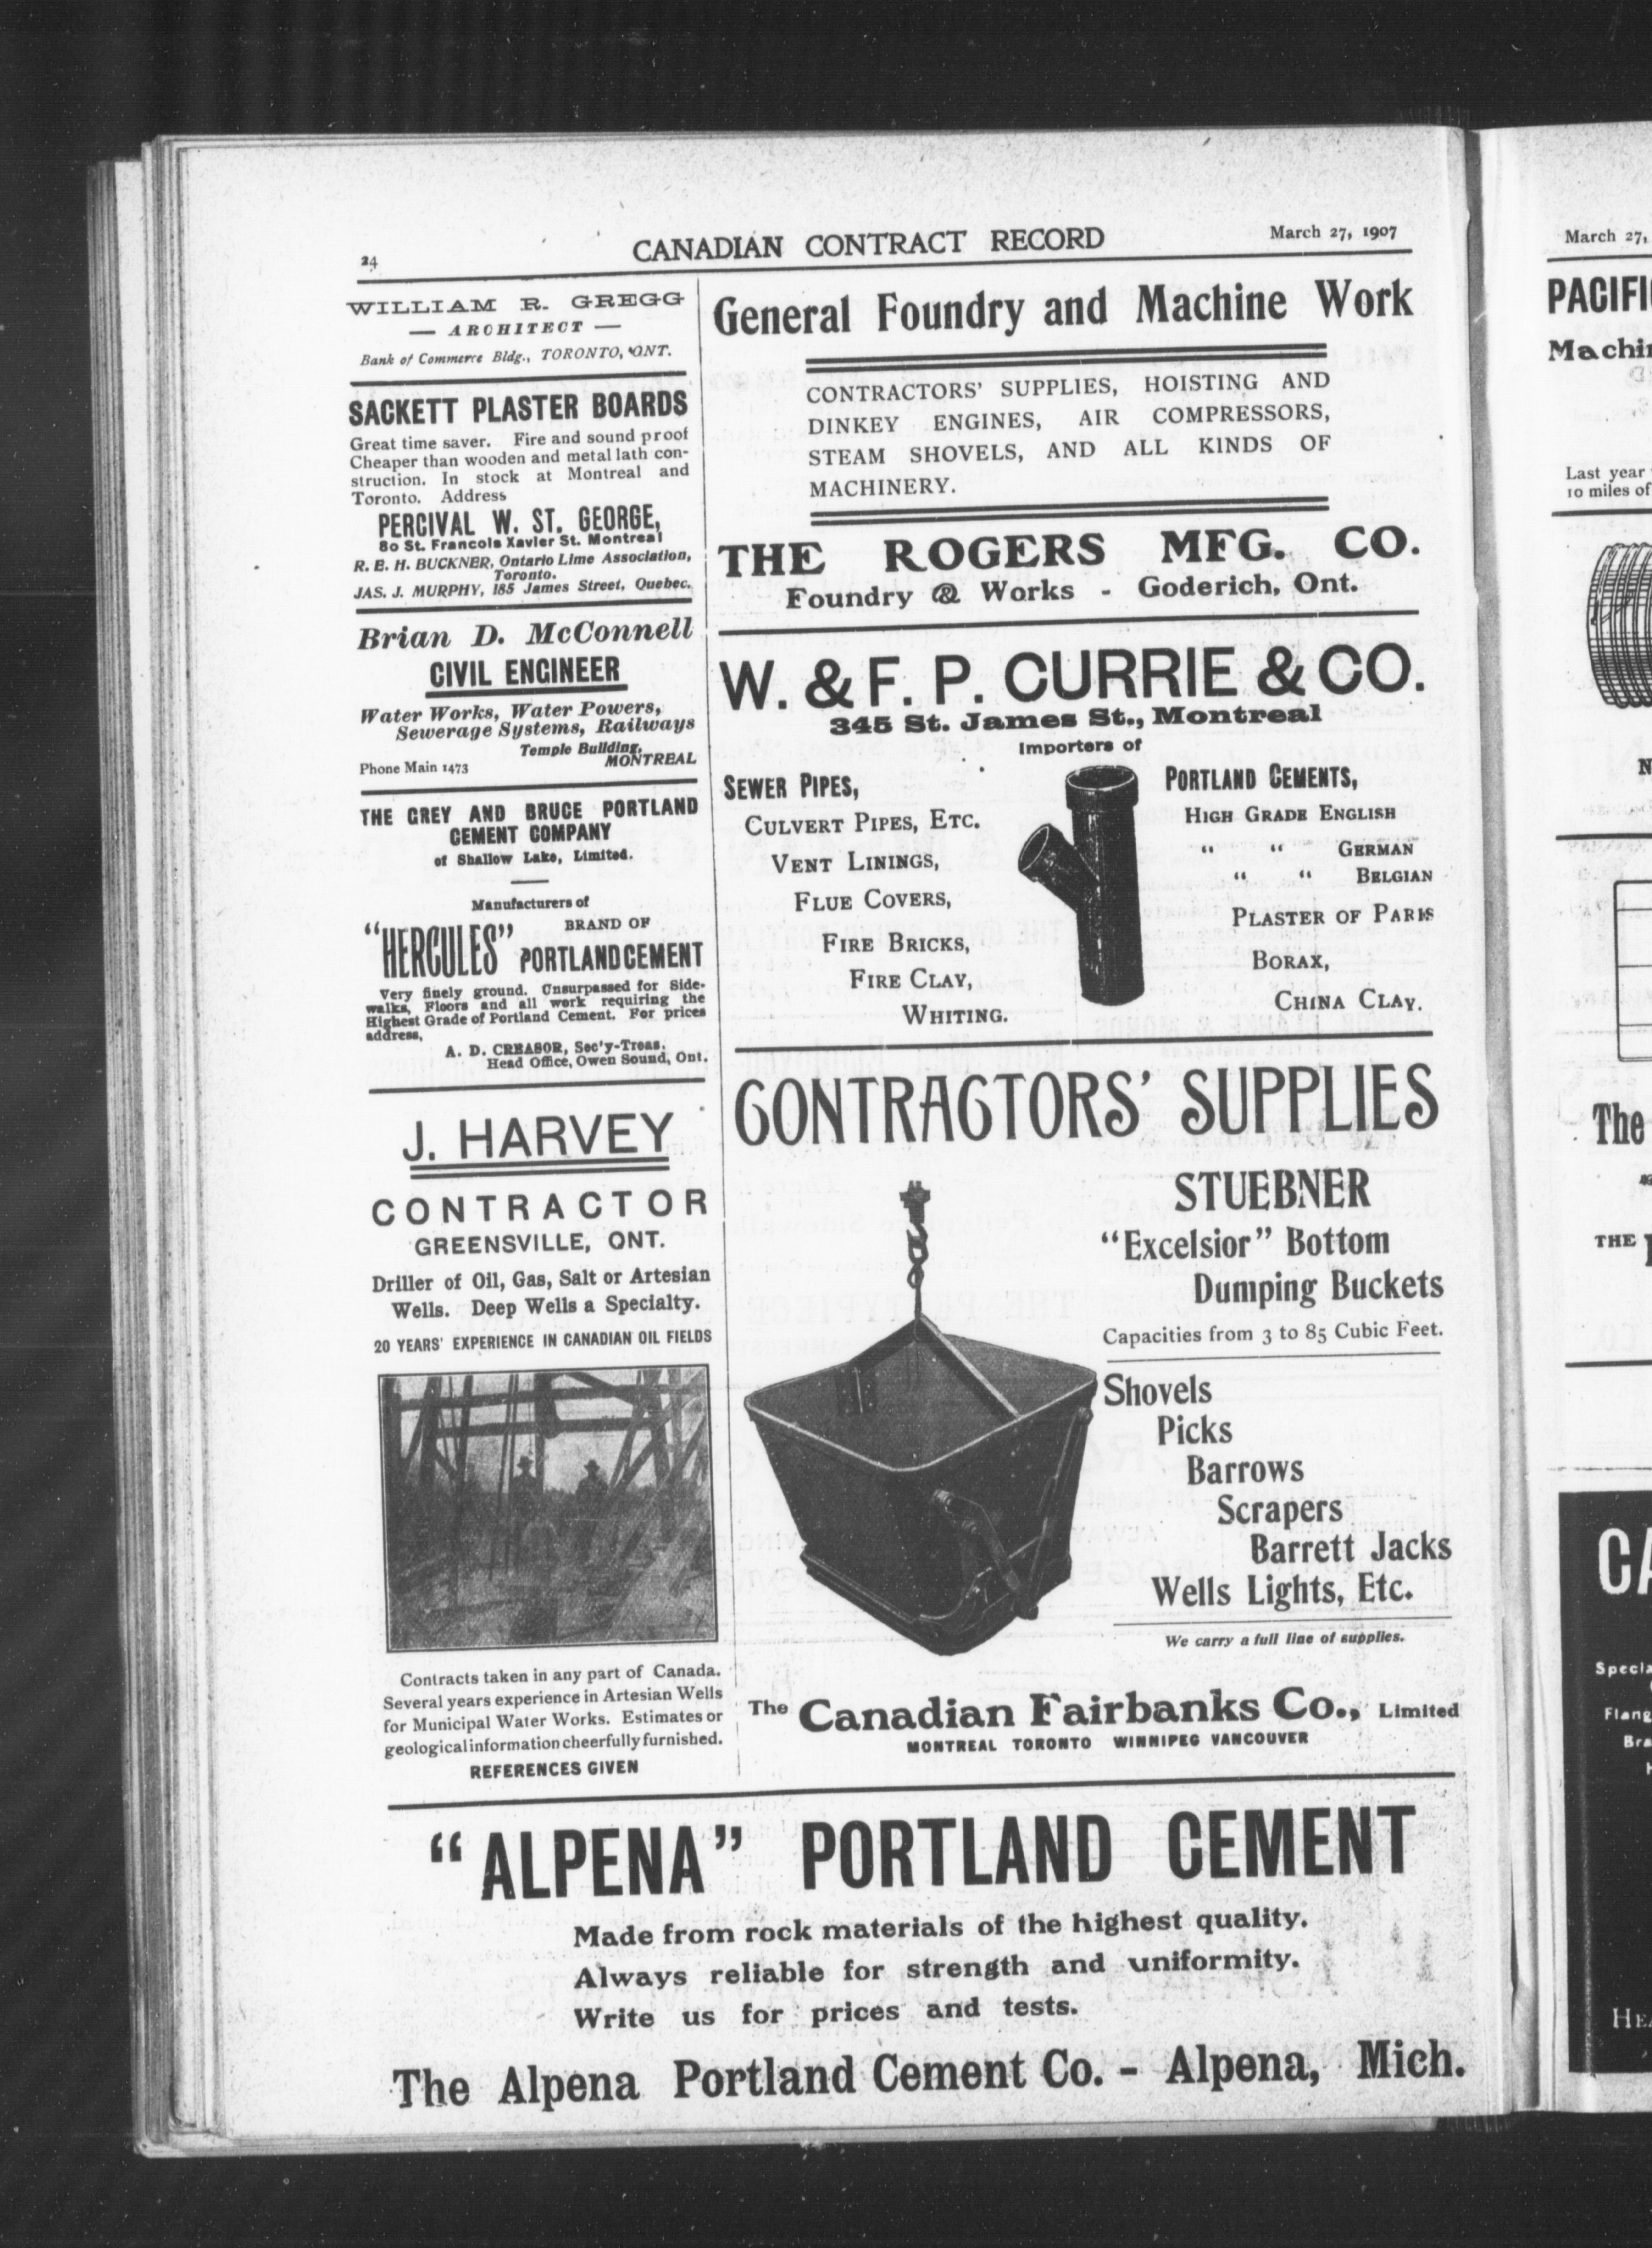 24
CANADIAN CONTRACT RECORD
March 27, 1907
WILLIAM R. GREGG
— ARCHITECT —
Bank of Commerce Bldg., TORONTO, ONT.
SACKETT PLASTER BOARDS
Great time saver. Fire and sound proof
Cheaper than wooden and metal lath con-
struction. In stock at Montreal and
Toronto. Address
PERCIVAL W. ST. GEORGE,
80 St. Francois Xavier St. Montreal
R. E. H. BUCKNER, Ontario Lime Association,
Toronto.
JAS. J. MURPHY, 185 James Street, Quebec.
Brian D. McConnell
CIVIL ENGINEER
Water Works, Water Powers,
Sewerage Systems, Railways
Temple Building,
Phone Main 1473
MONTREAL
THE GREY AND BRUCE PORTLAND
CEMENT COMPANY
of Shallow Lake, Limited.
Manufacturers of
"HERCULES" BRAND OF
PORTLAND CEMENT
Very finely ground. Unsurpassed for Side-
walks, Floors and all work requiring the
Highest Grade of Portland Cement. For prices
address,
A. D. CREASOR, Sec'y-Treas.
Head Office, Owen Sound, Ont.
J. HARVEY
CONTRACTOR
GREENSVILLE, ONT.
Driller of Oil, Gas, Salt or Artesian
Wells. Deep Wells a Specialty.
20 YEARS' EXPERIENCE IN CANADIAN OIL FIELDS
Contracts taken in any part of Canada.
Several years experience in Artesian Wells
for Municipal Water Works. Estimates or
geological information cheerfully furnished.
REFERENCES GIVEN
General Foundry and Machine Work
CONTRACTORS' SUPPLIES, HOISTING AND
DINKEY ENGINES, AIR COMPRESSORS,
STEAM SHOVELS, AND ALL KINDS OF
MACHINERY.
THE ROGERS MFG. CO.
Foundry & Works - Goderich, Ont.
W. & F. P. CURRIE & CO.
345 St. James St., Montreal
Importers of
SEWER PIPES,
CULVERT PIPES, ETC.
VENT LININGS,
FLUE COVERS,
FIRE BRICKS,
FIRE CLAY,
WHITING.
PORTLAND CEMENTS,
HIGH GRADE ENGLISH
" " GERMAN
" " BELGIAN
PLASTER OF PARIS
BORAX,
CHINA CLAY.
CONTRACTORS' SUPPLIES
STUEBNER
"Excelsior" Bottom
Dumping Buckets
Capacities from 3 to 85 Cubic Feet.
Shovels
Picks
Barrows
Scrapers
Barrett Jacks
Wells Lights, Etc.
We carry a full line of supplies.
The Canadian Fairbanks Co., Limited
MONTREAL TORONTO WINNIPEG VANCOUVER
"ALPENA" PORTLAND CEMENT
Made from rock materials of the highest quality.
Always reliable for strength and uniformity.
Write us for prices and tests.
The Alpena Portland Cement Co. - Alpena, Mich.
March 27,
Last year
10 miles of
The
THE